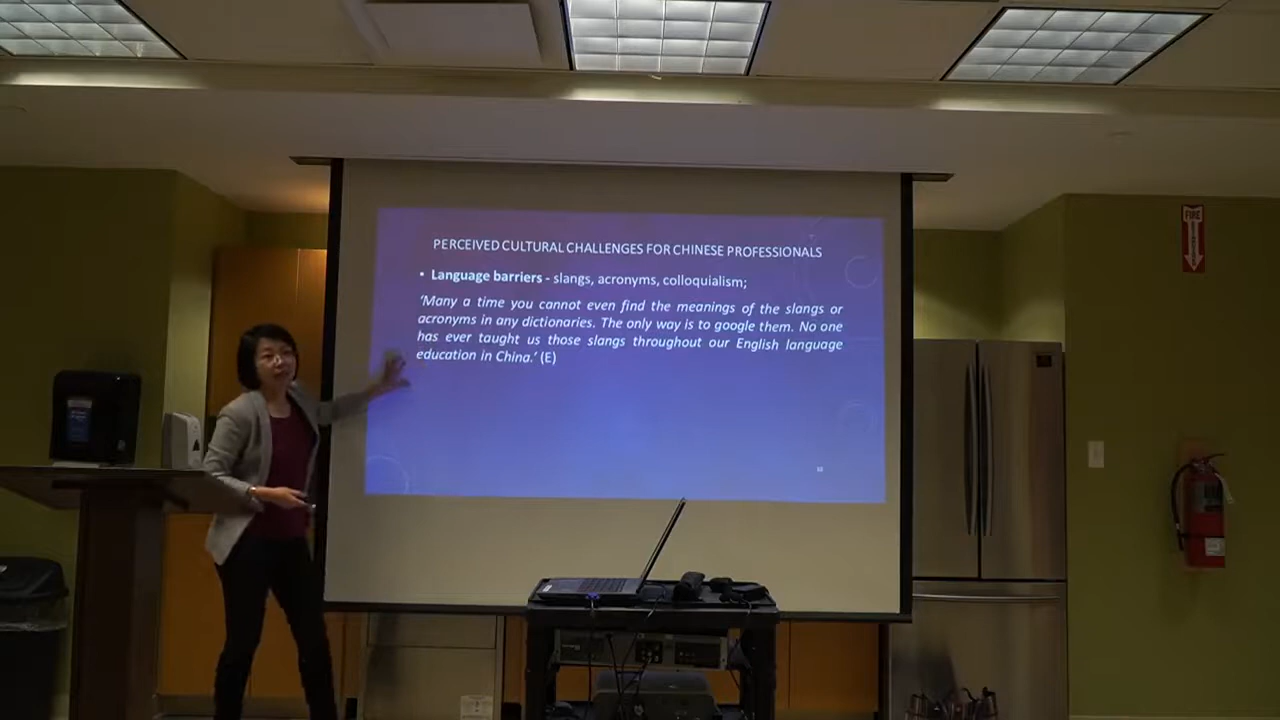 PERCEIVED CULTURAL CHALLENGES FOR CHINESE PROFESSIONALS
• Language barriers - slangs, acronyms, colloquialism;
‘Many a time you cannot even find the meanings of the slangs or
acronyms in any dictionaries. The only way is to google them. No one
has ever taught us those slangs throughout our English language
education in China.’ (E)
FIRE